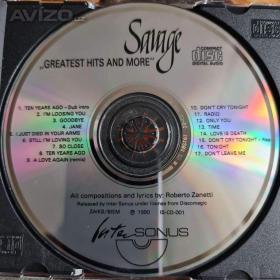 Avízo.cz
Savage
„GREATEST HITS AND MORE"
COMPACT
disc
DIGITAL AUDIO
1. TEN YEARS AGO - Dub Intro
2. I'M LOOSING YOU
3. GOODBYE
4. JANE
5. I JUST DIED IN YOUR ARMS
6. STILL I'M LOVING YOU
7. SO CLOSE
8. TEN YEARS AGO
9. A LOVE AGAIN (remix)
10. DON'T CRY TONIGHT
11. RADIO
12. ONLY YOU
13. TIME
14. LOVE IS DEATH
15. DON'T CRY TONIGHT -
16. TONIGHT
17. DON'T LEAVE ME
All compositions and lyrics by: Roberto Zanetti
Released by Inter Sonus under license from Discomagic
ZAIKS/BIEM ℗ 1990 IS-CD-001
Inter SONUS